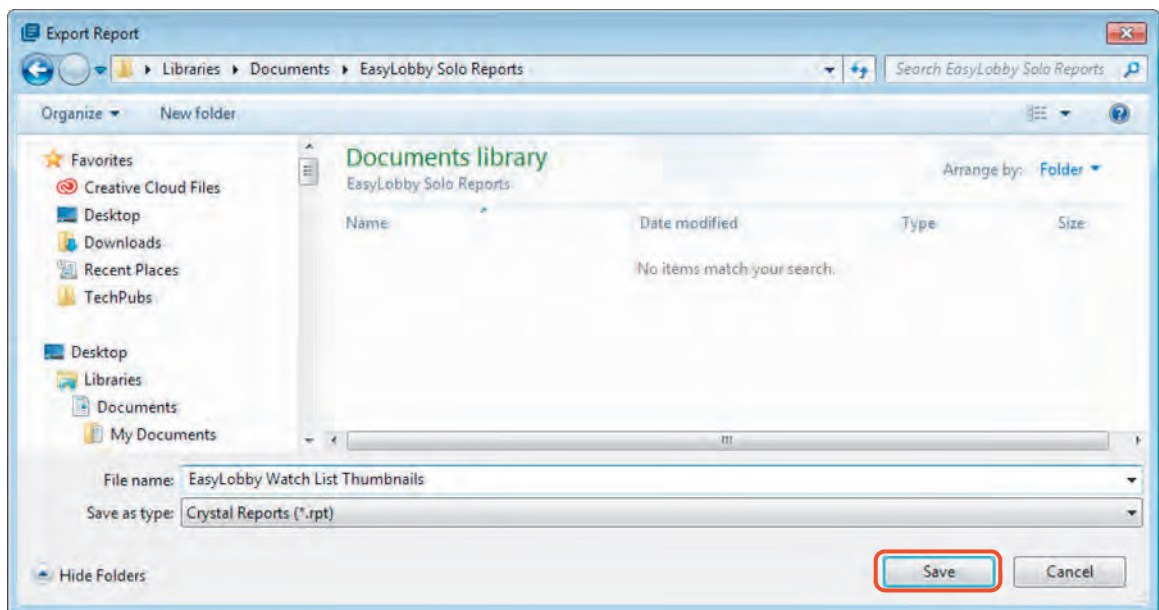 Export Report
Libraries Documents EasyLobby Solo Reports Search EasyLobby Solo Reports
Organize New folder
Favorites
Creative Cloud Files
Desktop
Downloads
Recent Places
TechPubs
Desktop
Libraries
Documents
My Documents
Documents library
EasyLobby Solo Reports
Arrange by: Folder
Name Date modified Type Size
No items match your search.
File name: EasyLobby Watch List Thumbnails
Save as type: Crystal Reports (*.rpt)
Hide Folders Save Cancel